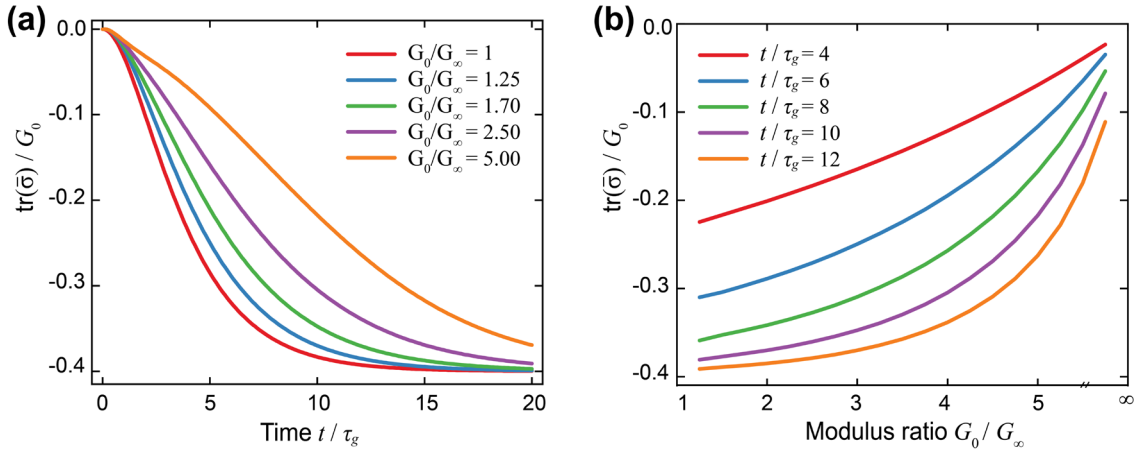 (a)
0.0
-0.1
-0.2
-0.3
-0.4
tr(σ̄) / G₀
G₀/G∞ = 1
G₀/G∞ = 1.25
G₀/G∞ = 1.70
G₀/G∞ = 2.50
G₀/G∞ = 5.00
0 5 10 15 20
Time t / τg
(b)
0.0
-0.1
-0.2
-0.3
-0.4
tr(σ̄) / G₀
t / τg = 4
t / τg = 6
t / τg = 8
t / τg = 10
t / τg = 12
1 2 3 4 5 ∞
Modulus ratio G₀ / G∞